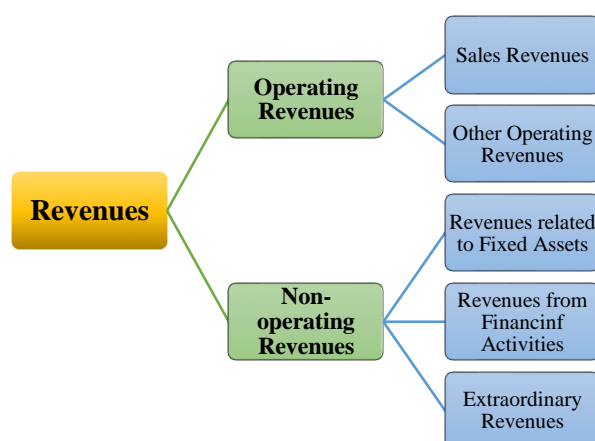 Revenues
Operating
Revenues
Non-
operating
Revenues
Sales Revenues
Other Operating
Revenues
Revenues related
to Fixed Assets
Revenues from
Financinf
Activities
Extraordinary
Revenues